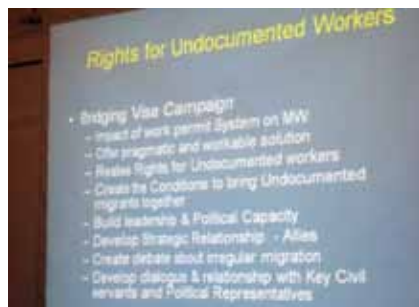 Rights for Undocumented Workers
• Bridging Visa Campaign
– Impact of work permit System on MW
– Offer pragmatic and workable solution
– Realise Rights for Undocumented workers
– Create the Conditions to bring Undocumented
migrants together
– Build leadership & Political Capacity
– Develop Strategic Relationship - Allies
– Create debate about irregular migration
– Develop dialogue & relationship with Key Civil
servants and Political Representatives